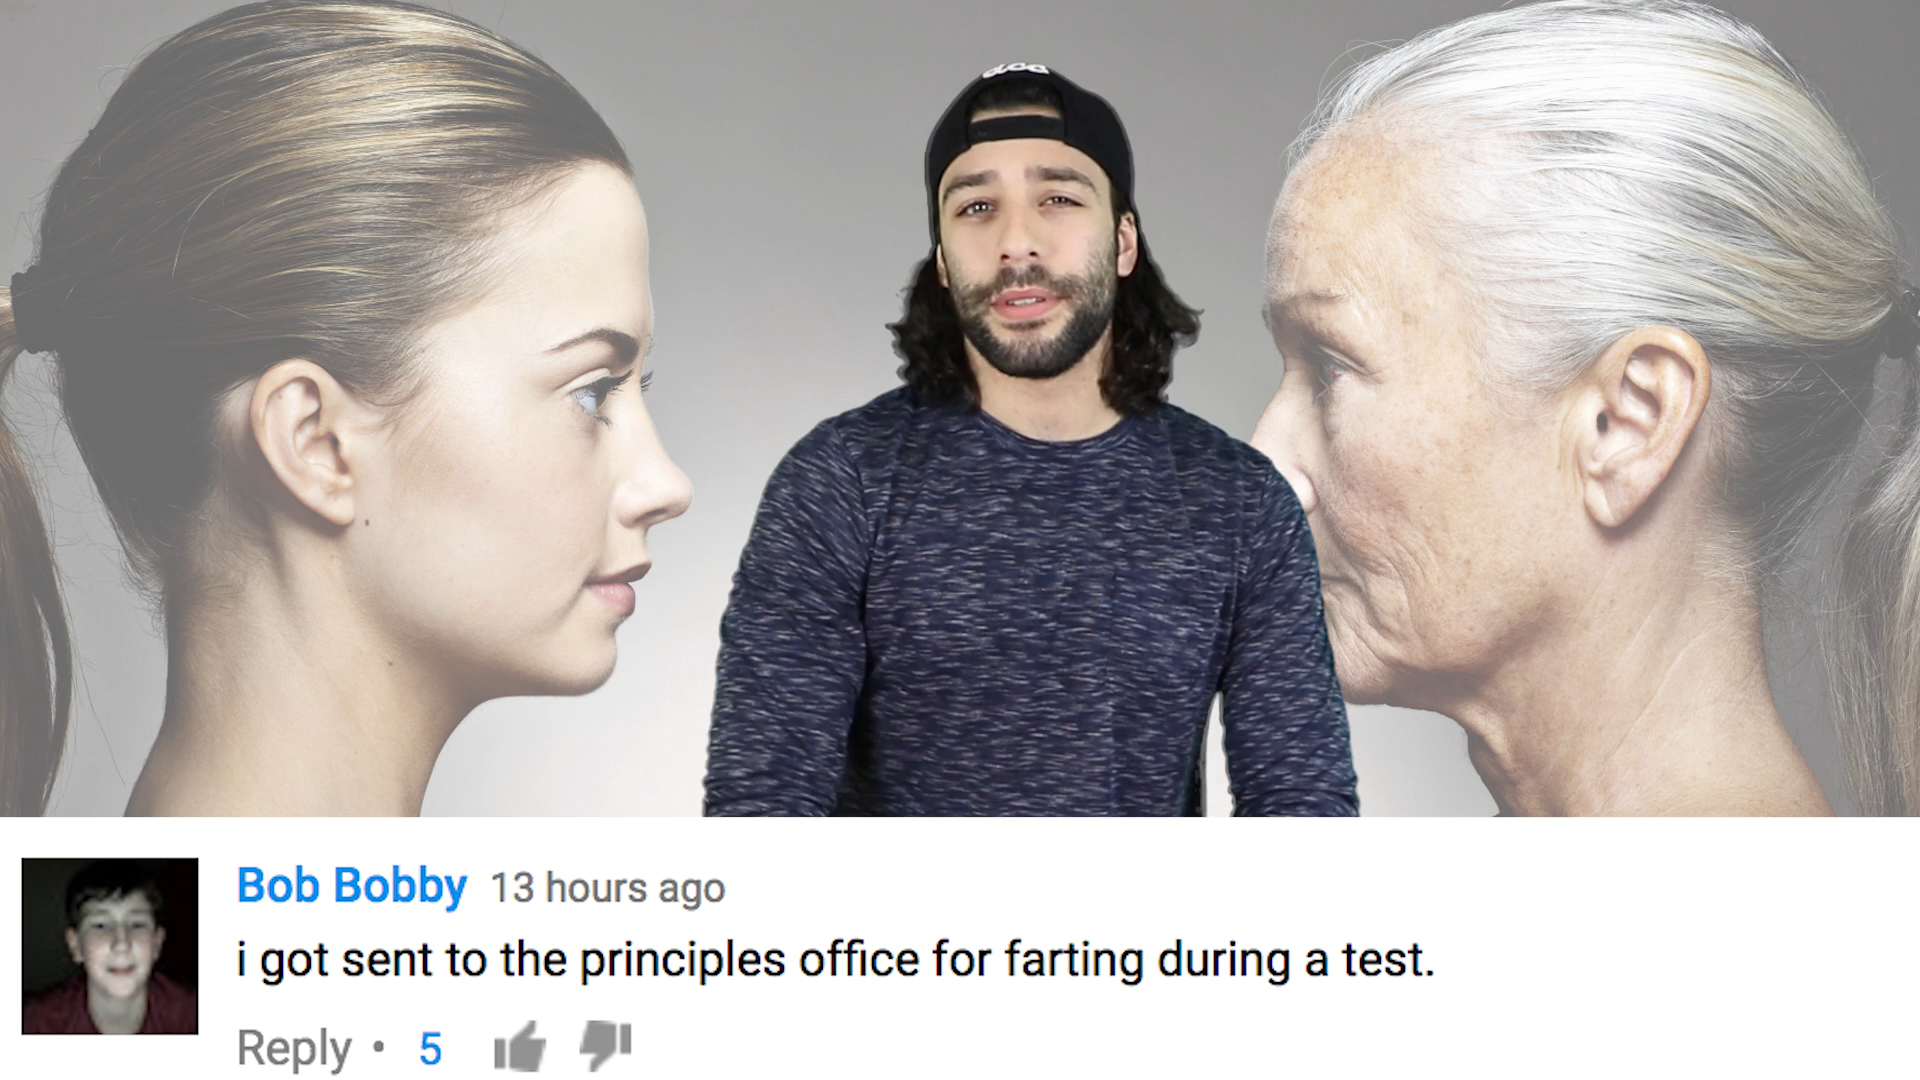 Bob Bobby 13 hours ago
i got sent to the principles office for farting during a test.
Reply • 5